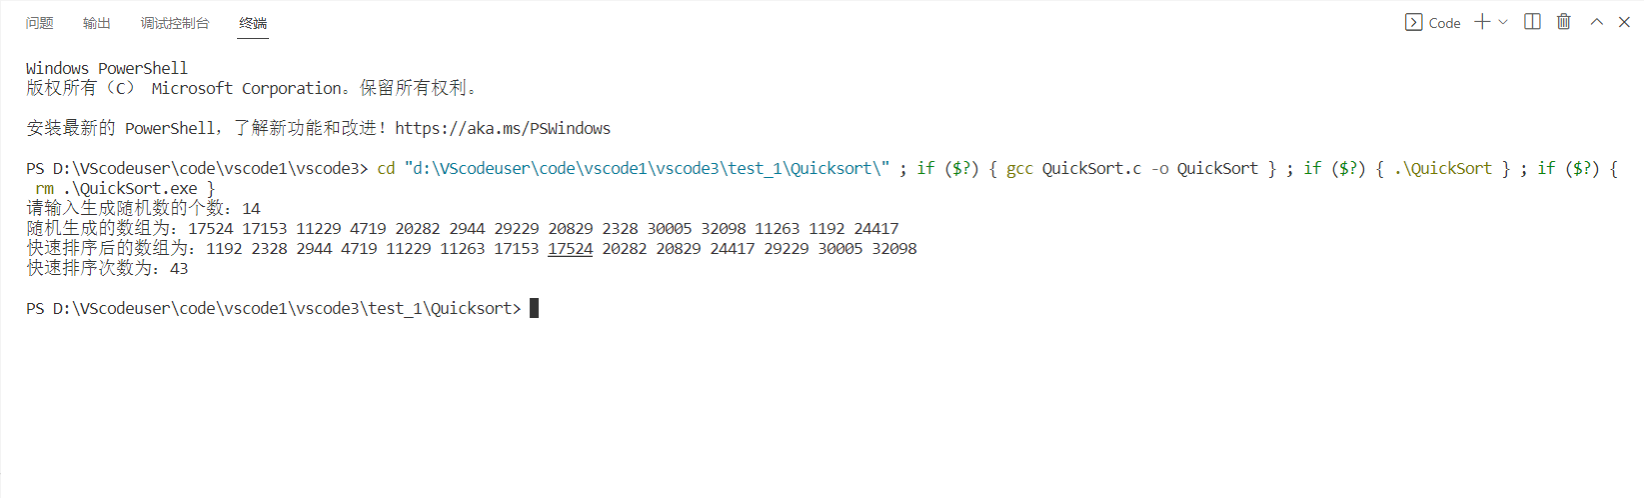 问题 输出 调试控制台 终端 Code
Windows PowerShell
版权所有（C） Microsoft Corporation。保留所有权利。
安装最新的 PowerShell，了解新功能和改进！https://aka.ms/PSWindows
PS D:\VScodeuser\code\vscode1\vscode3> cd "d:\VScodeuser\code\vscode1\vscode3\test_1\Quicksort\" ; if ($?) { gcc QuickSort.c -o QuickSort } ; if ($?) { .\QuickSort } ; if ($?) {
rm .\QuickSort.exe }
请输入生成随机数的个数：14
随机生成的数组为：17524 17153 11229 4719 20282 2944 29229 20829 2328 30005 32098 11263 1192 24417
快速排序后的数组为：1192 2328 2944 4719 11229 11263 17153 17524 20282 20829 24417 29229 30005 32098
快速排序次数为：43
PS D:\VScodeuser\code\vscode1\vscode3\test_1\Quicksort>